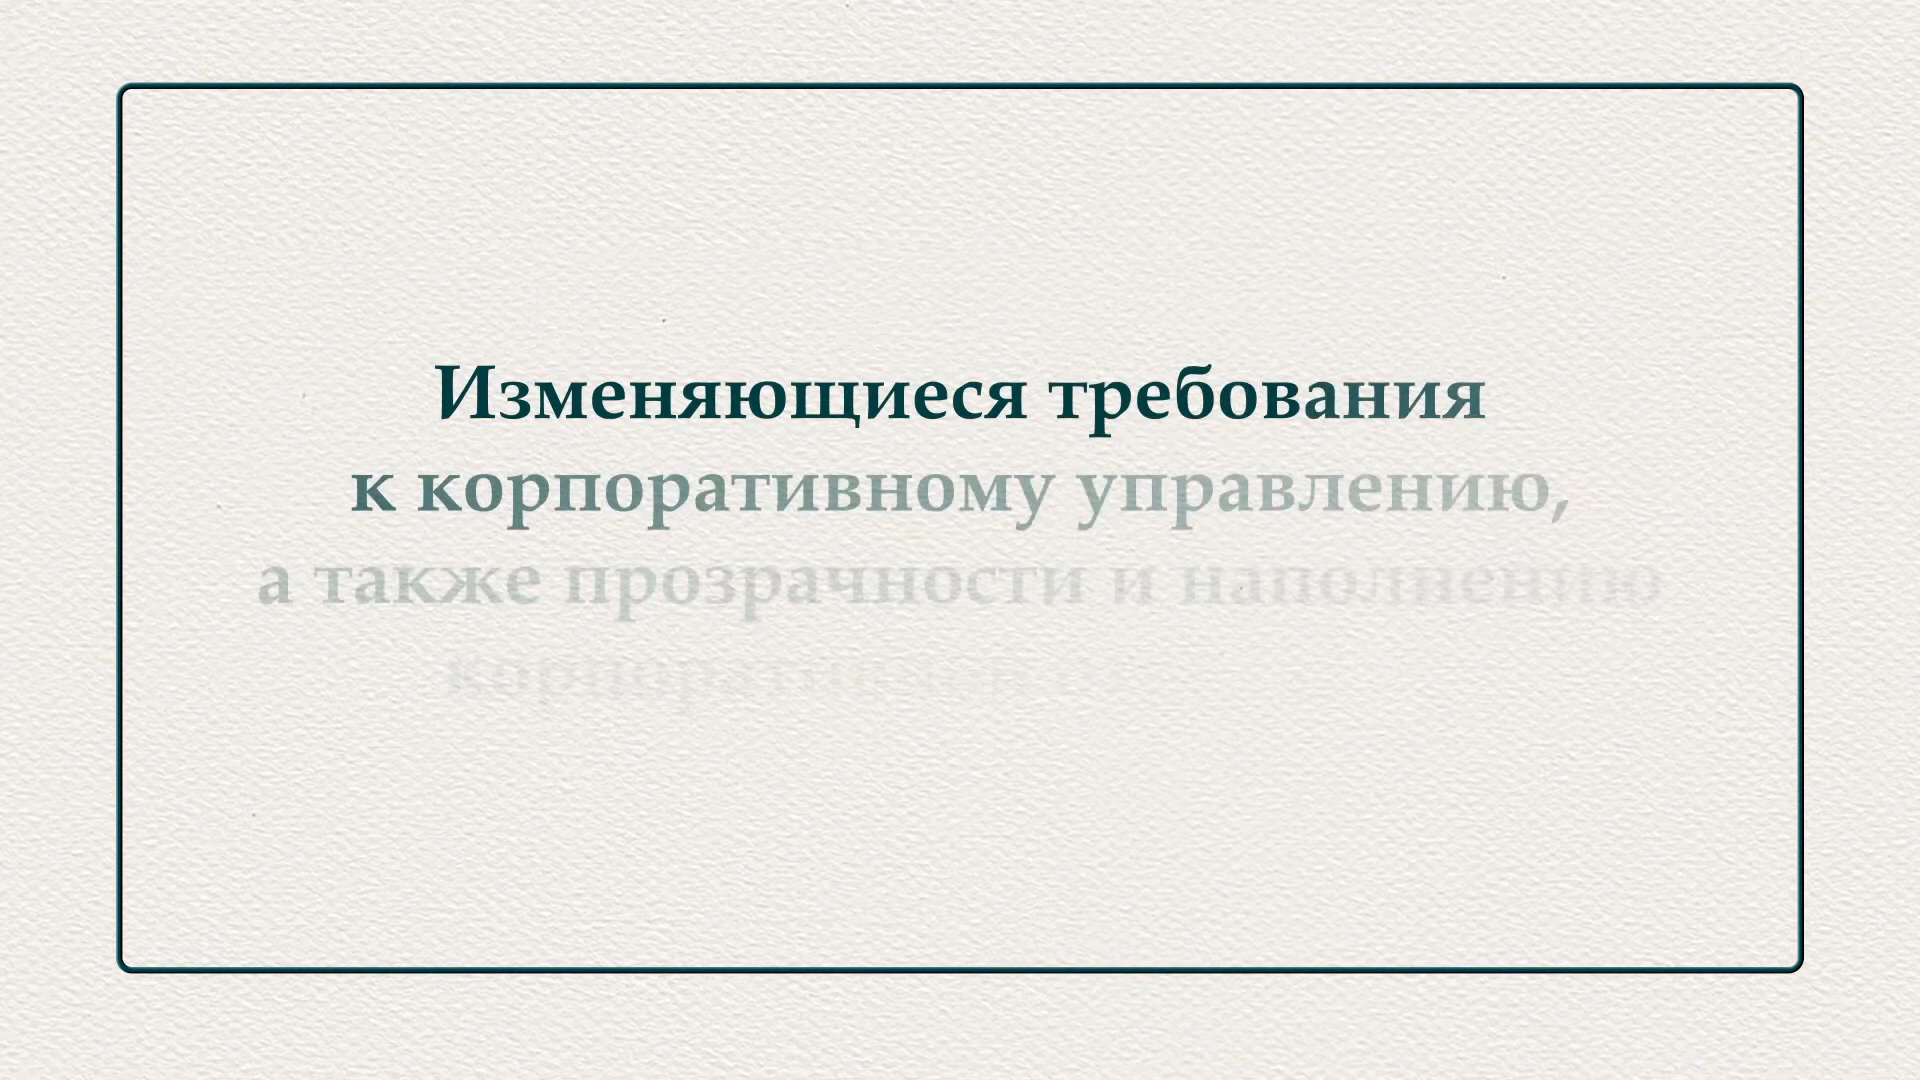 Изменяющиеся требования
к корпоративному управлению,
а также прозрачности и наполнению